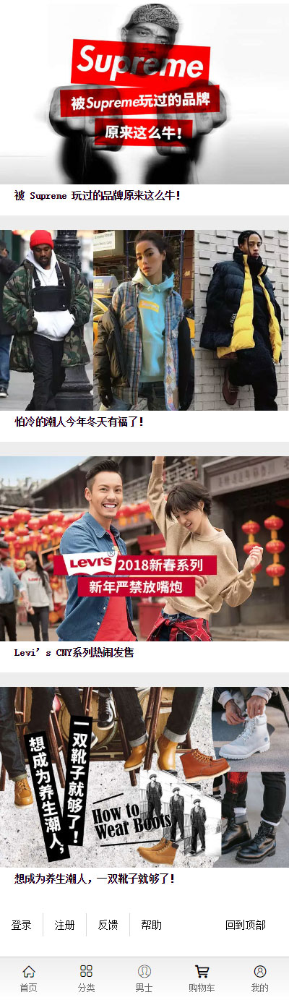 Supreme
被Supreme玩过的品牌
原来这么牛!
被 Supreme 玩过的品牌原来这么牛!
怕冷的潮人今年冬天有福了!
LEVI'S® 2018新春系列
新年严禁放嘴炮
Levi’s CNY系列热闹发售
一双靴子就够了!
想成为养生潮人,
How to
Wear Boots
想成为养生潮人，一双靴子就够了!
登录 注册 反馈 帮助 回到顶部
首页 分类 男士 购物车 我的